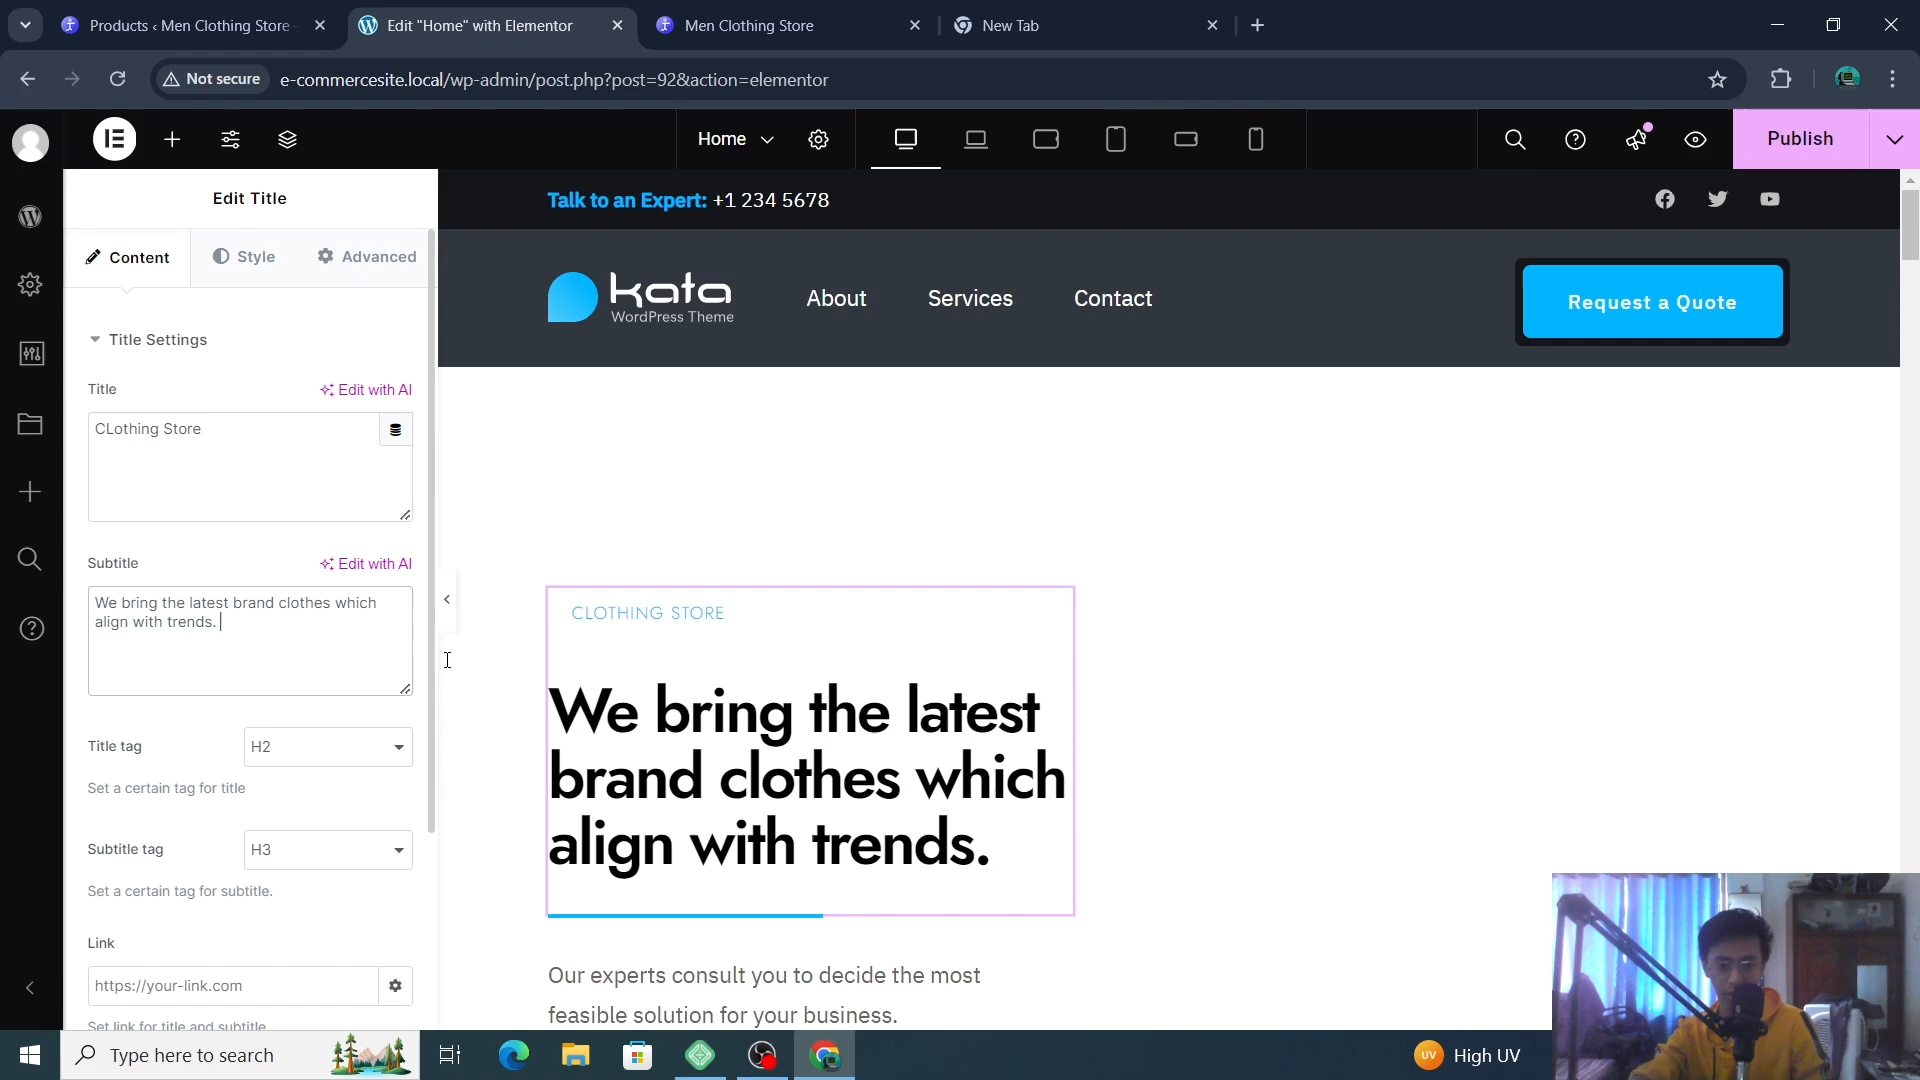 Products ‹ Men Clothing Store -
Edit "Home" with Elementor
Men Clothing Store
New Tab
Not secure
e-commercesite.local/wp-admin/post.php?post=92&action=elementor
Home
Publish
Edit Title
Content
Style
Advanced
Title Settings
Title
Edit with AI
CLothing Store
Subtitle
Edit with AI
We bring the latest brand clothes which
align with trends.
Title tag
H2
Set a certain tag for title
Subtitle tag
H3
Set a certain tag for subtitle.
Link
https://your-link.com
Set link for title and subtitle
Talk to an Expert: +1 234 5678
kata
WordPress Theme
About
Services
Contact
Request a Quote
CLOTHING STORE
We bring the latest
brand clothes which
align with trends.
Our experts consult you to decide the most
feasible solution for your business.
Type here to search
UV
High UV